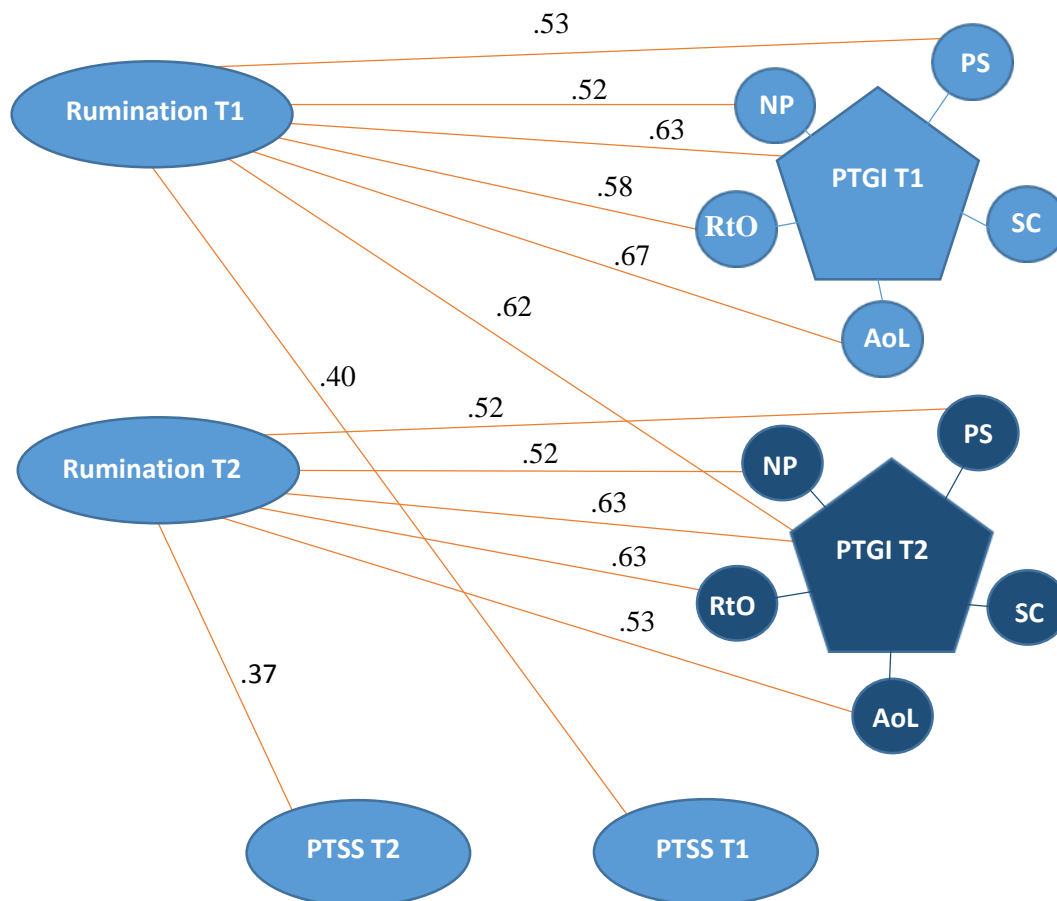 .53
PS
Rumination T1
.52
NP
.63
PTGI T1
.58
RtO
SC
.67
.62
AoL
.40
.52
PS
Rumination T2
.52
NP
.63
PTGI T2
.63
RtO
SC
.53
.37
AoL
PTSS T2
PTSS T1